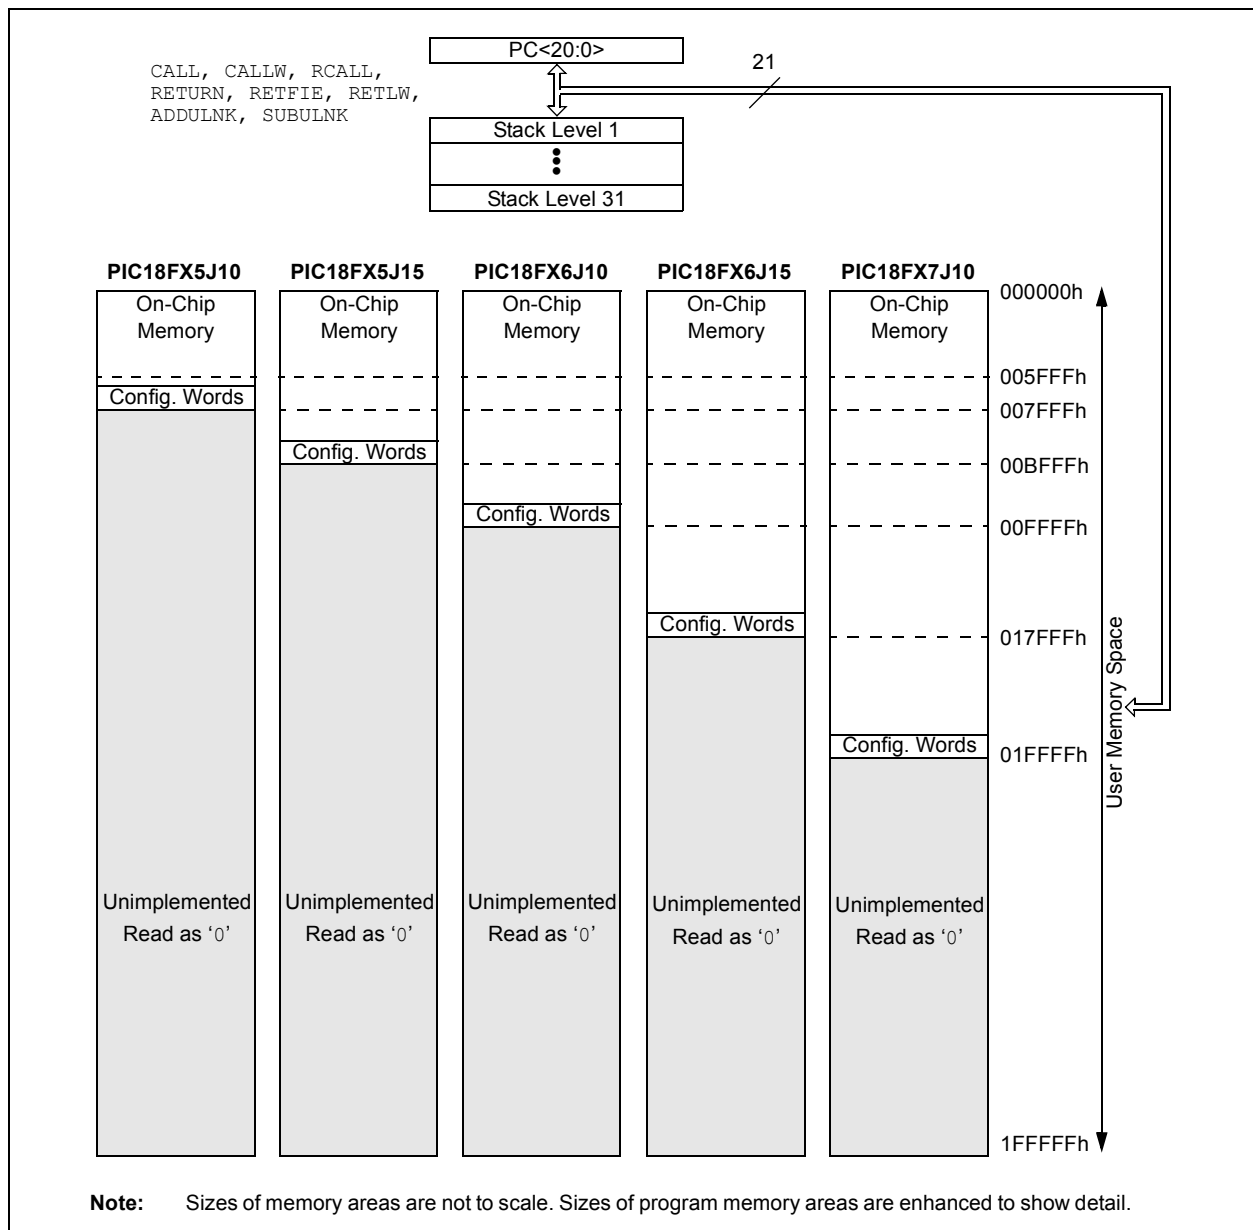 PC<20:0>
21
CALL, CALLW, RCALL,
RETURN, RETFIE, RETLW,
ADDULNK, SUBULNK
Stack Level 1
Stack Level 31
PIC18FX5J10 PIC18FX5J15 PIC18FX6J10 PIC18FX6J15 PIC18FX7J10
000000h
On-Chip On-Chip On-Chip On-Chip On-Chip
Memory Memory Memory Memory Memory
005FFFh
Config. Words
007FFFh
Config. Words
00BFFFh
Config. Words
00FFFFh
Config. Words
017FFFh
User Memory Space
Config. Words
01FFFFh
Unimplemented Unimplemented Unimplemented Unimplemented Unimplemented
Read as ‘0’ Read as ‘0’ Read as ‘0’ Read as ‘0’ Read as ‘0’
1FFFFFh
Note: Sizes of memory areas are not to scale. Sizes of program memory areas are enhanced to show detail.